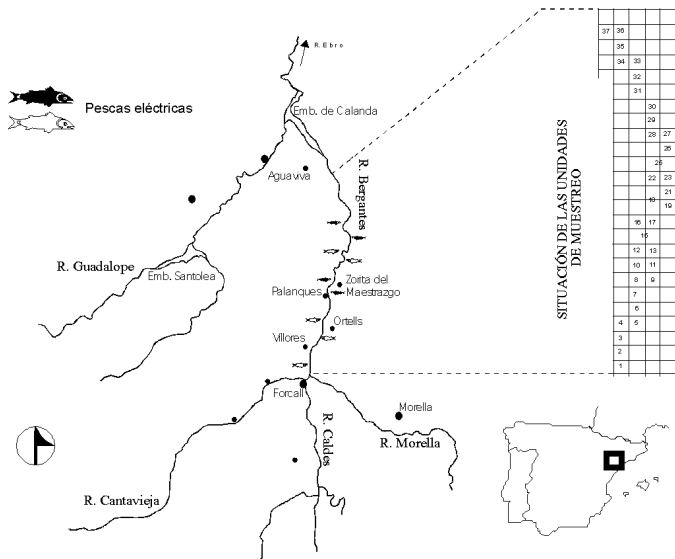 R. Ebro
Pescas eléctricas
Emb. de Calanda
Aguaviva
R. Bergantes
R. Guadalope
Emb. Santolea
Zorita del
Maestrazgo
Palanques
Ortells
Villores
Forcall
Morella
R. Caldes
R. Morella
R. Cantavieja
SITUACIÓN DE LAS UNIDADES
DE MUESTREO
37 36
35
34 33
32
31
30
29
28 27
26
25
22 23
21
18
19
16 17
15
12 13
10 11
8 9
7
6
4 5
3
2
1